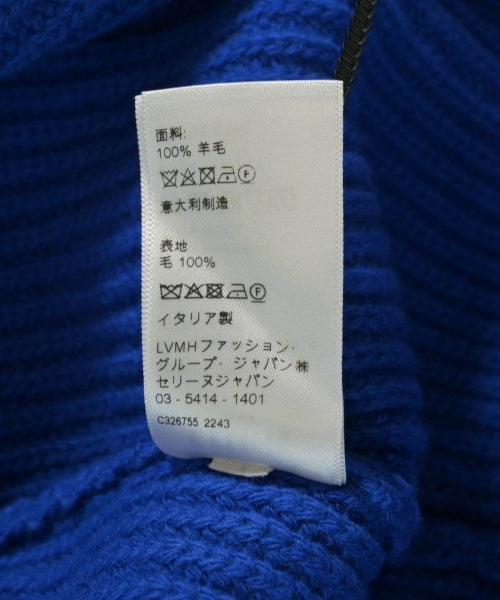 面料:
100% 羊毛
意大利制造
表地
毛 100%
イタリア製
LVMHファッション・
グループ・ジャパン㈱
セリーヌジャパン
03 - 5414 - 1401
C326755 2243